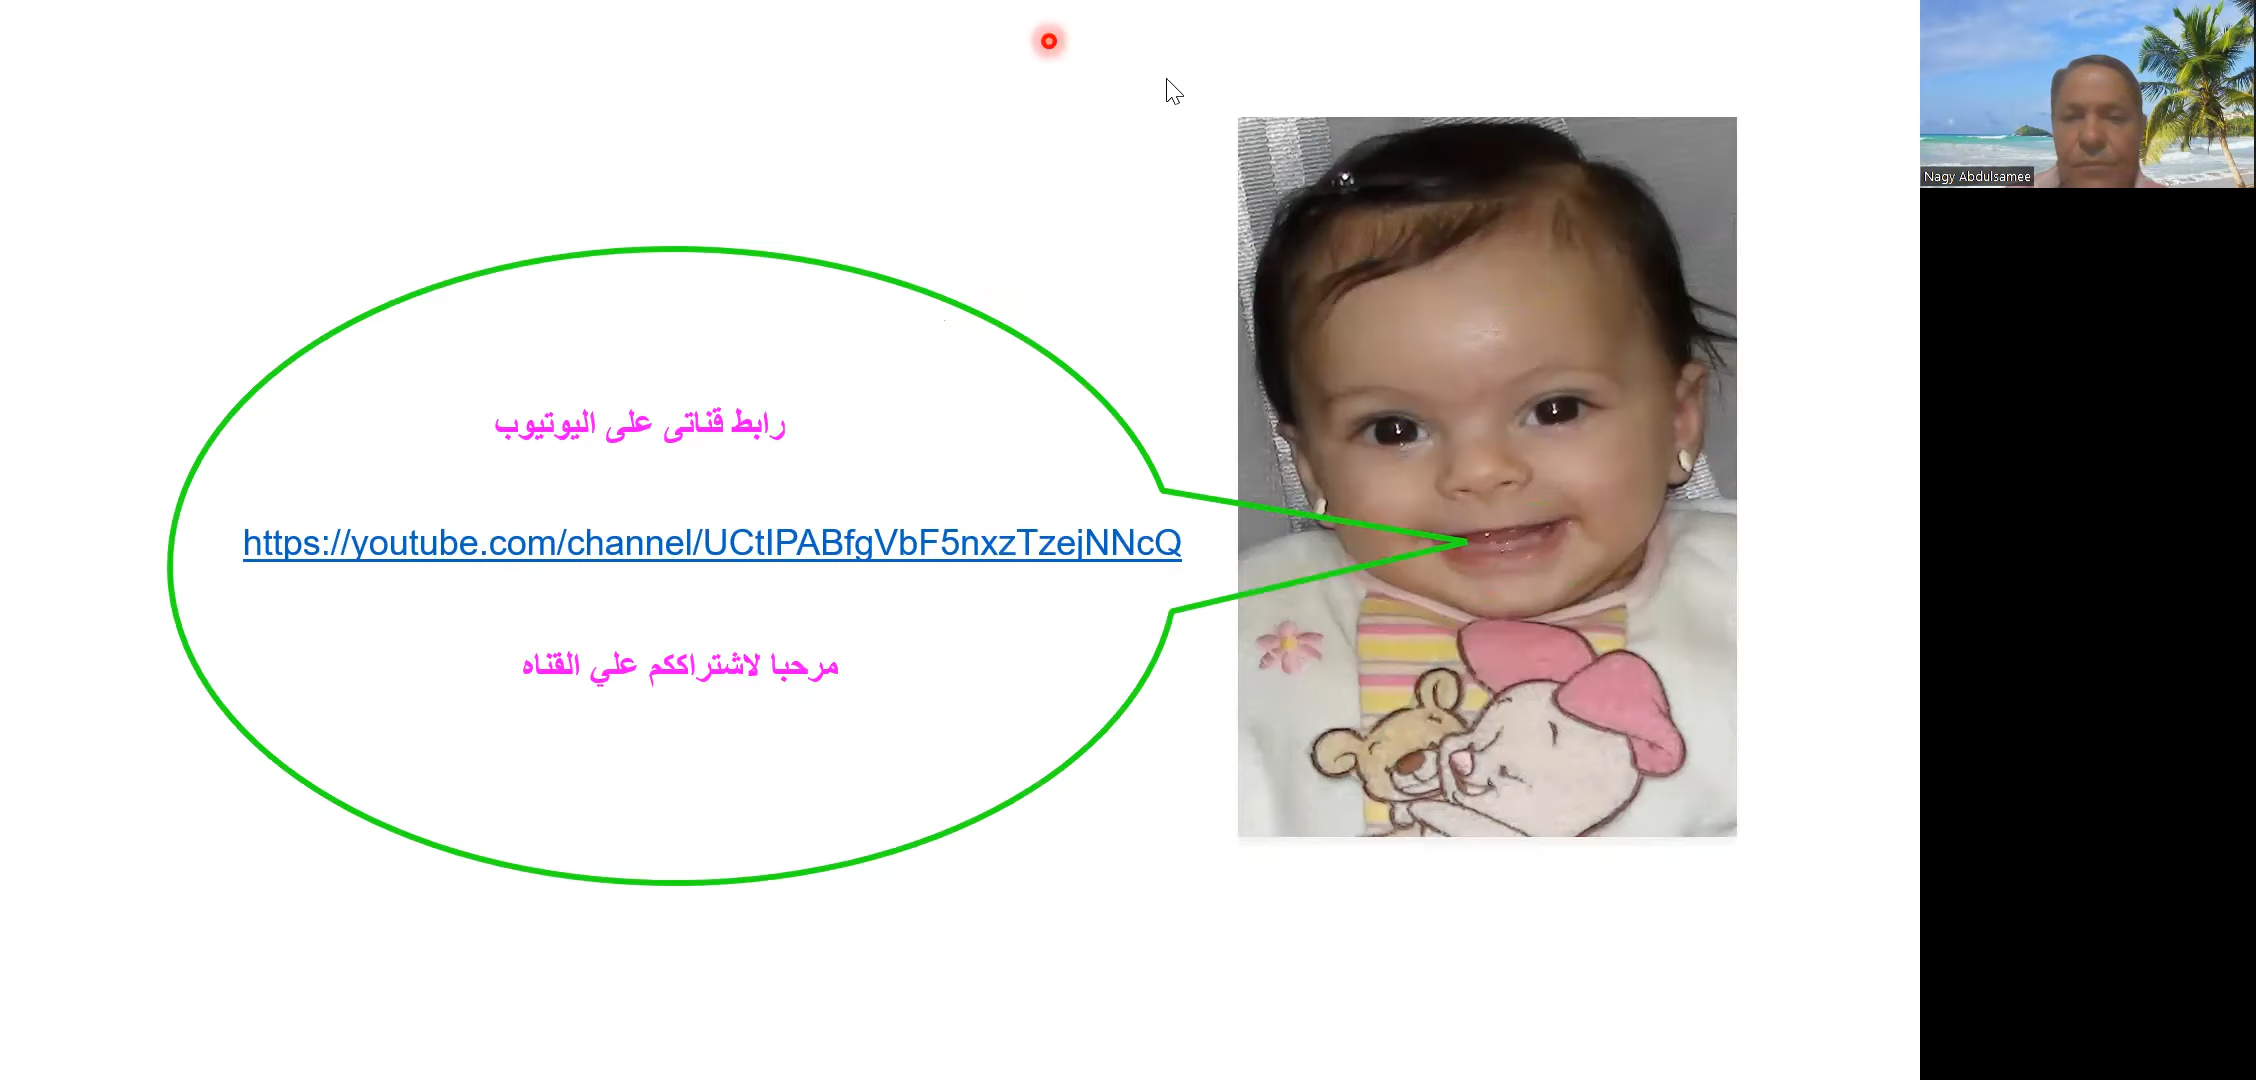 رابط قناتى على اليوتيوب
https://youtube.com/channel/UCtIPABfgVbF5nxzTzejNNcQ
مرحبا لاشتراككم علي القناه
Nagy Abdulsamee